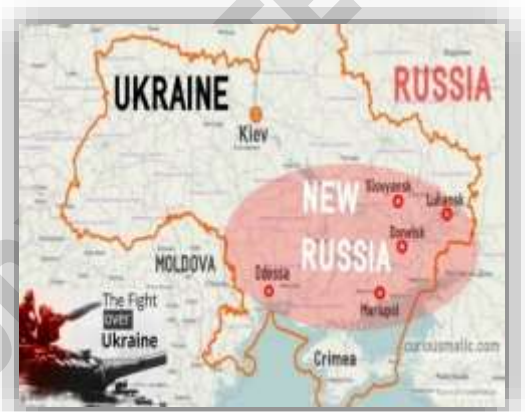 UKRAINE
RUSSIA
Kiev
NEW
RUSSIA
Slovyansk
Luhansk
Donetsk
MOLDOVA
Odessa
Mariupol
The Fight
over
Ukraine
Crimea
curiousmatic.com